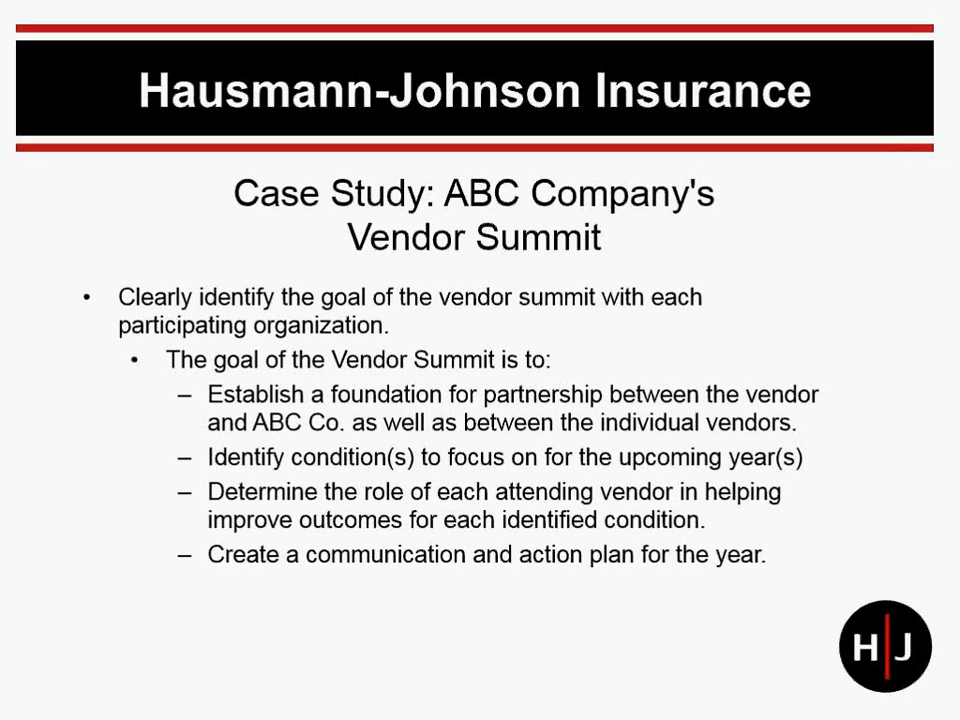 Hausmann-Johnson Insurance
Case Study: ABC Company's
Vendor Summit
• Clearly identify the goal of the vendor summit with each
participating organization.
• The goal of the Vendor Summit is to:
– Establish a foundation for partnership between the vendor
and ABC Co. as well as between the individual vendors.
– Identify condition(s) to focus on for the upcoming year(s)
– Determine the role of each attending vendor in helping
improve outcomes for each identified condition.
– Create a communication and action plan for the year.
H|J